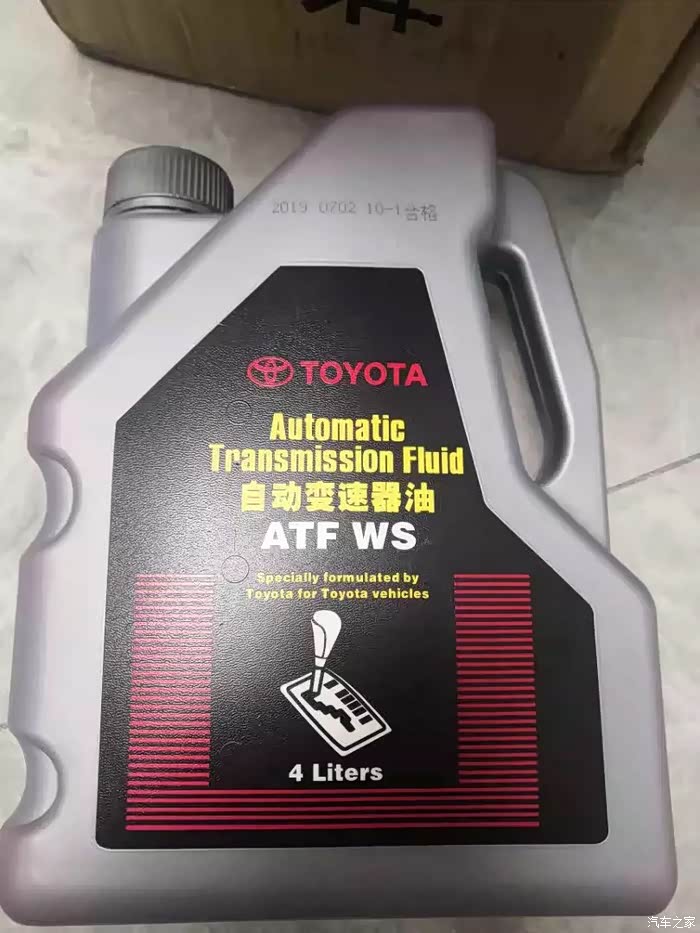 2019 0702 10-1合格
TOYOTA
Automatic
Transmission Fluid
自动变速器油
ATF WS
Specially formulated by
Toyota for Toyota vehicles
4 Liters
汽车之家